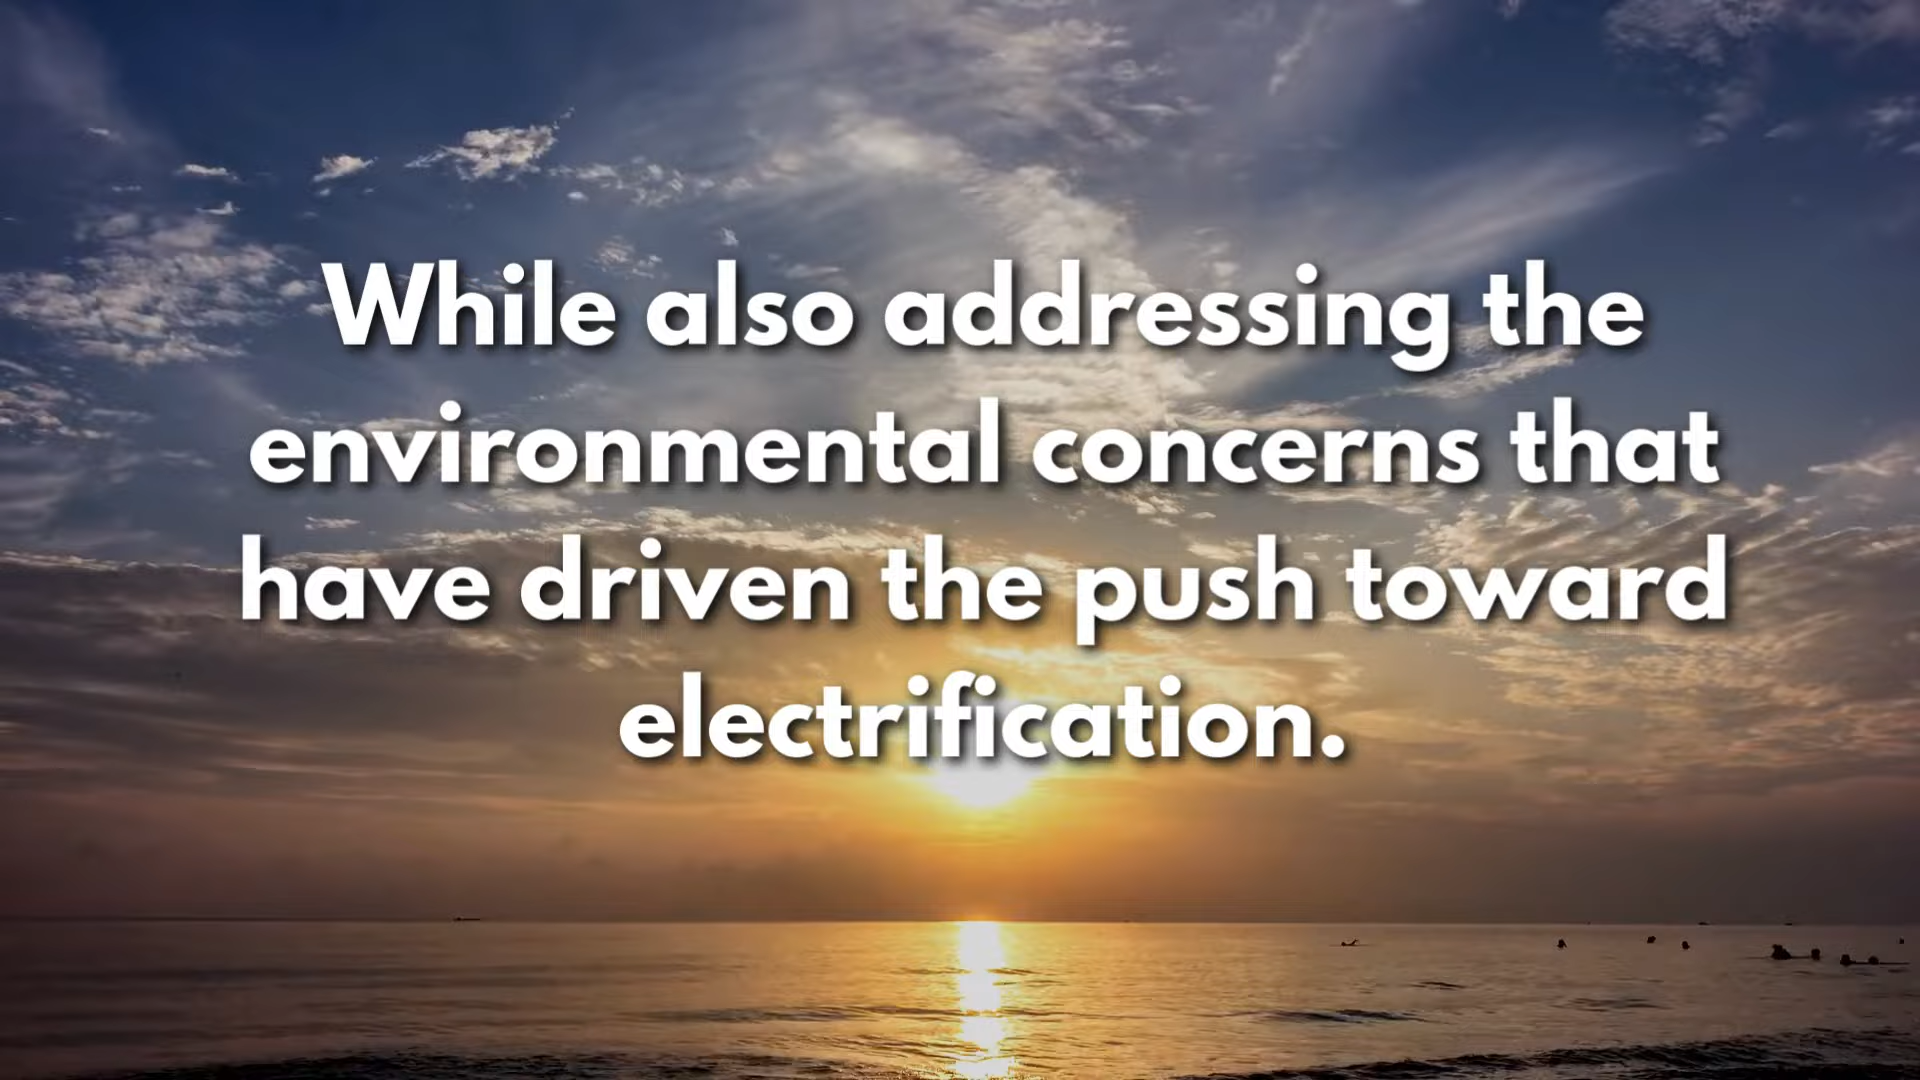 While also addressing the
environmental concerns that
have driven the push toward
electrification.